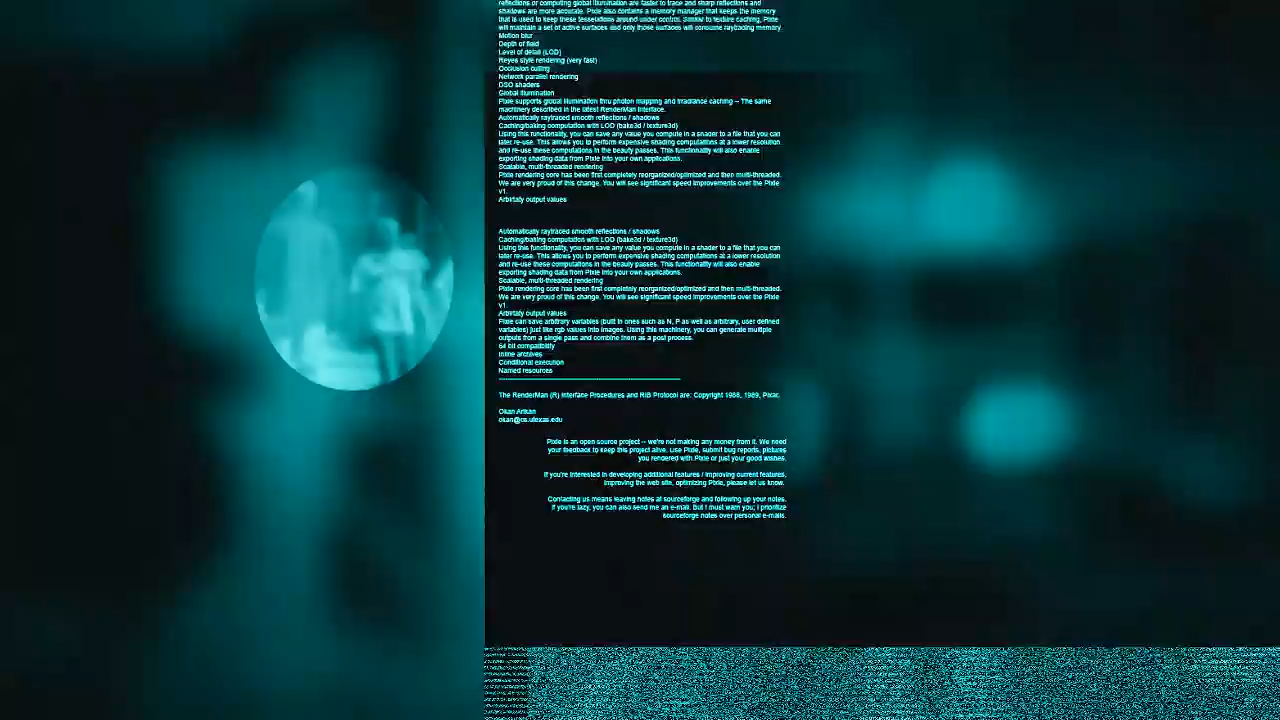 reflections or computing global illumination are faster to trace and sharp reflections and
shadows are more accurate. Pixie also contains a memory manager that keeps the memory
that is used to keep these tesselations around under control. Similar to texture caching, Pixie
will maintain a set of active surfaces and only those surfaces will consume raytracing memory.
Motion blur
Depth of field
Level of detail (LOD)
Reyes style rendering (very fast)
Occlusion culling
Network parallel rendering
DSO shaders
Global illumination
Pixie supports global illumination thru photon mapping and irradiance caching -- The same
machinery described in the latest RenderMan Interface.
Automatically raytraced smooth reflections / shadows
Caching/baking computation with LOD (bake3d / texture3d)
Using this functionality, you can save any value you compute in a shader to a file that you can
later re-use. This allows you to perform expensive shading computations at a lower resolution
and re-use these computations in the beauty passes. This functionality will also enable
exporting shading data from Pixie into your own applications.
Scalable, multi-threaded rendering
Pixie rendering core has been first completely reorganized/optimized and then multi-threaded.
We are very proud of this change. You will see significant speed improvements over the Pixie
v1.
Arbirtaty output values
Automatically raytraced smooth reflections / shadows
Caching/baking computation with LOD (bake3d / texture3d)
Using this functionality, you can save any value you compute in a shader to a file that you can
later re-use. This allows you to perform expensive shading computations at a lower resolution
and re-use these computations in the beauty passes. This functionality will also enable
exporting shading data from Pixie into your own applications.
Scalable, multi-threaded rendering
Pixie rendering core has been first completely reorganized/optimized and then multi-threaded.
We are very proud of this change. You will see significant speed improvements over the Pixie
v1.
Arbirtaty output values
Pixie can save arbitrary variables (built in ones such as N, P as well as arbitrary, user defined
variables) just like rgb values into images. Using this machinery, you can generate multiple
outputs from a single pass and combine them as a post process.
64 bit compatibility
Inline archives
Conditional execution
Named resources
The RenderMan (R) Interface Procedures and RIB Protocol are: Copyright 1988, 1989, Pixar.
Okan Arikan
okan@cs.utexas.edu
Pixie is an open source project -- we're not making any money from it. We need
your feedback to keep this project alive. Use Pixie, submit bug reports, pictures
you rendered with Pixie or just your good wishes.
If you're interested in developing additional features / improving current features,
improving the web site, optimizing Pixie, please let us know.
Contacting us means leaving notes at sourceforge and following up your notes.
If you're lazy, you can also send me an e-mail. But I must warn you; I prioritize
sourceforge notes over personal e-mails.